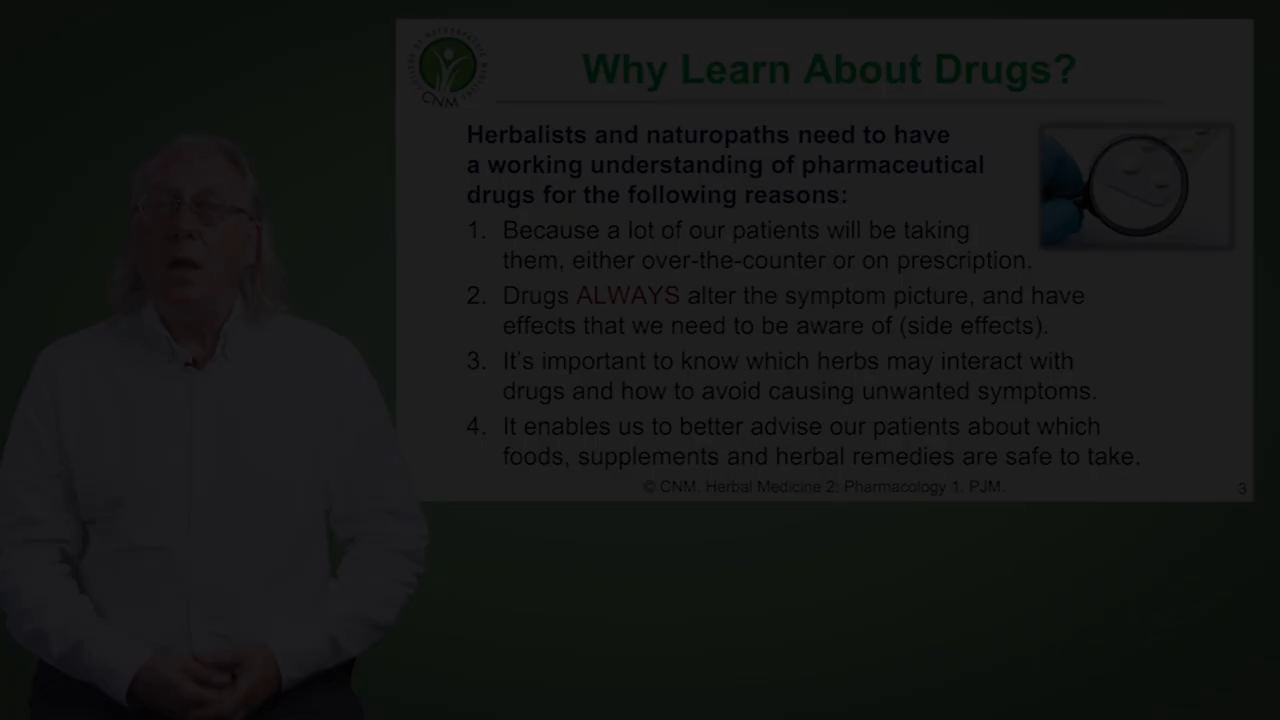 Why Learn About Drugs?
COLLEGE OF NATUROPATHIC MEDICINE
CNM
Herbalists and naturopaths need to have
a working understanding of pharmaceutical
drugs for the following reasons:
1. Because a lot of our patients will be taking
them, either over-the-counter or on prescription.
2. Drugs ALWAYS alter the symptom picture, and have
effects that we need to be aware of (side effects).
3. It's important to know which herbs may interact with
drugs and how to avoid causing unwanted symptoms.
4. It enables us to better advise our patients about which
foods, supplements and herbal remedies are safe to take.
© CNM. Herbal Medicine 2: Pharmacology 1. PJM.
3